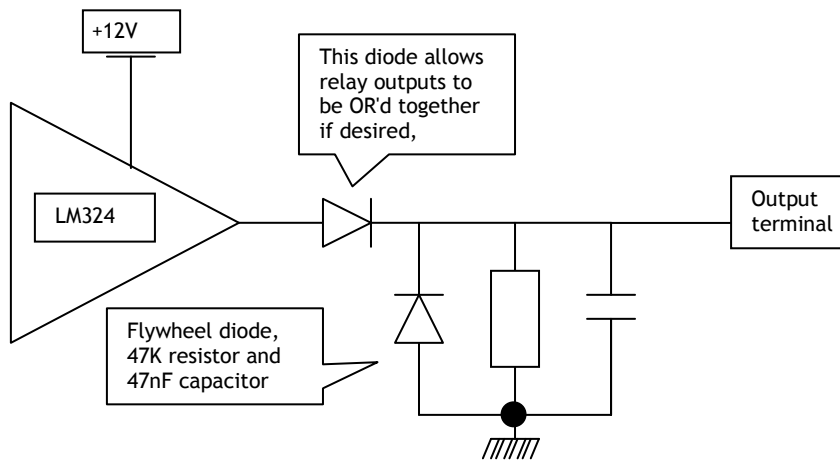 +12V
This diode allows
relay outputs to
be OR'd together
if desired,
LM324
Output
terminal
Flywheel diode,
47K resistor and
47nF capacitor